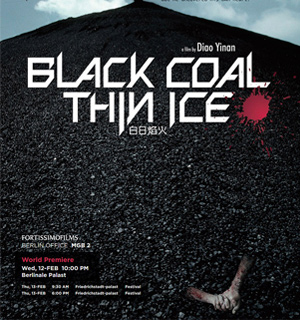 a film by Diao Yinan
BLACK COAL
THIN ICE
白日焰火
FORTISSIMOFILMS
BERLIN OFFICE MGB 2
World Premiere
Wed, 12-FEB 10:00 PM
Berlinale Palast
Thu, 13-FEB 9:30 AM Friedrichstadt-palast Festival
Thu, 13-FEB 6:00 PM Friedrichstadt-palast Festival